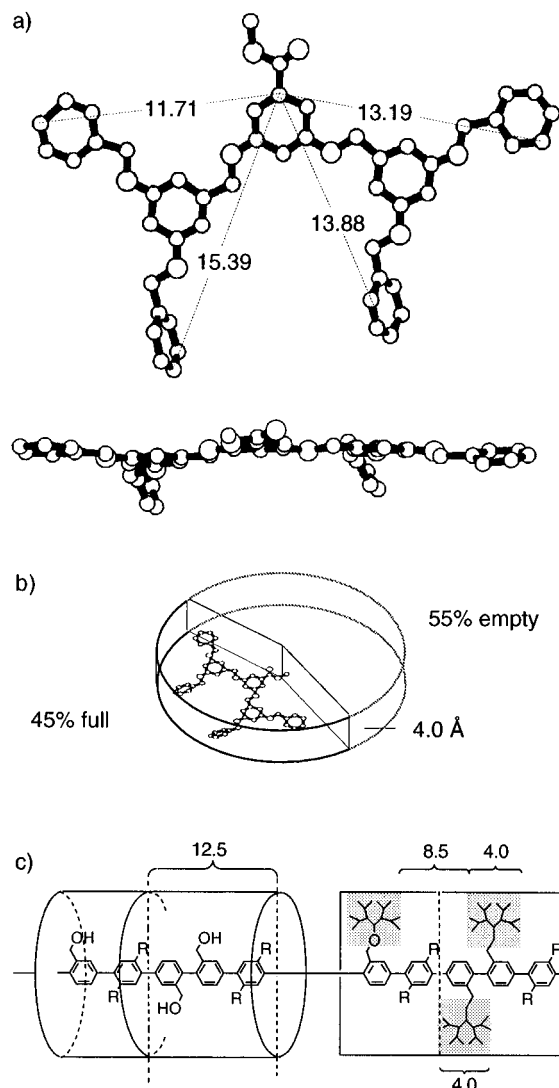 a)
11.71
13.19
13.88
15.39
b)
55% empty
45% full
4.0 Å
c)
12.5
8.5
4.0
OH
R
OH
R
R
HO
R
O
R
R
R
4.0